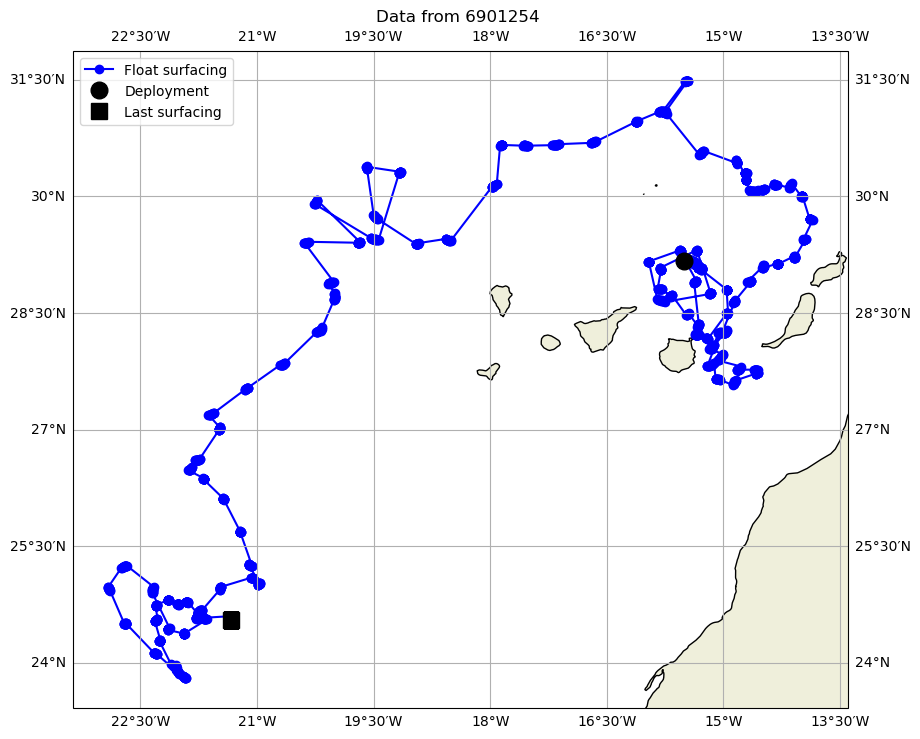 Data from 6901254
22°30′W 21°W 19°30′W 18°W 16°30′W 15°W 13°30′W
31°30′N 31°30′N
Float surfacing
Deployment
Last surfacing
30°N 30°N
28°30′N 28°30′N
27°N 27°N
25°30′N 25°30′N
24°N 24°N
22°30′W 21°W 19°30′W 18°W 16°30′W 15°W 13°30′W